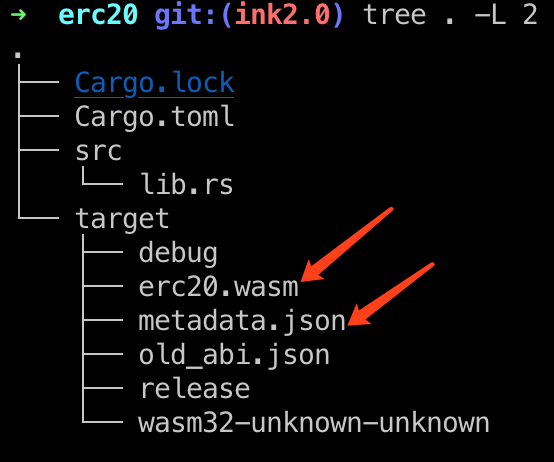 ➜ erc20 git:(ink2.0) tree . -L 2
.
├── Cargo.lock
├── Cargo.toml
├── src
│   └── lib.rs
└── target
    ├── debug
    ├── erc20.wasm
    ├── metadata.json
    ├── old_abi.json
    ├── release
    └── wasm32-unknown-unknown